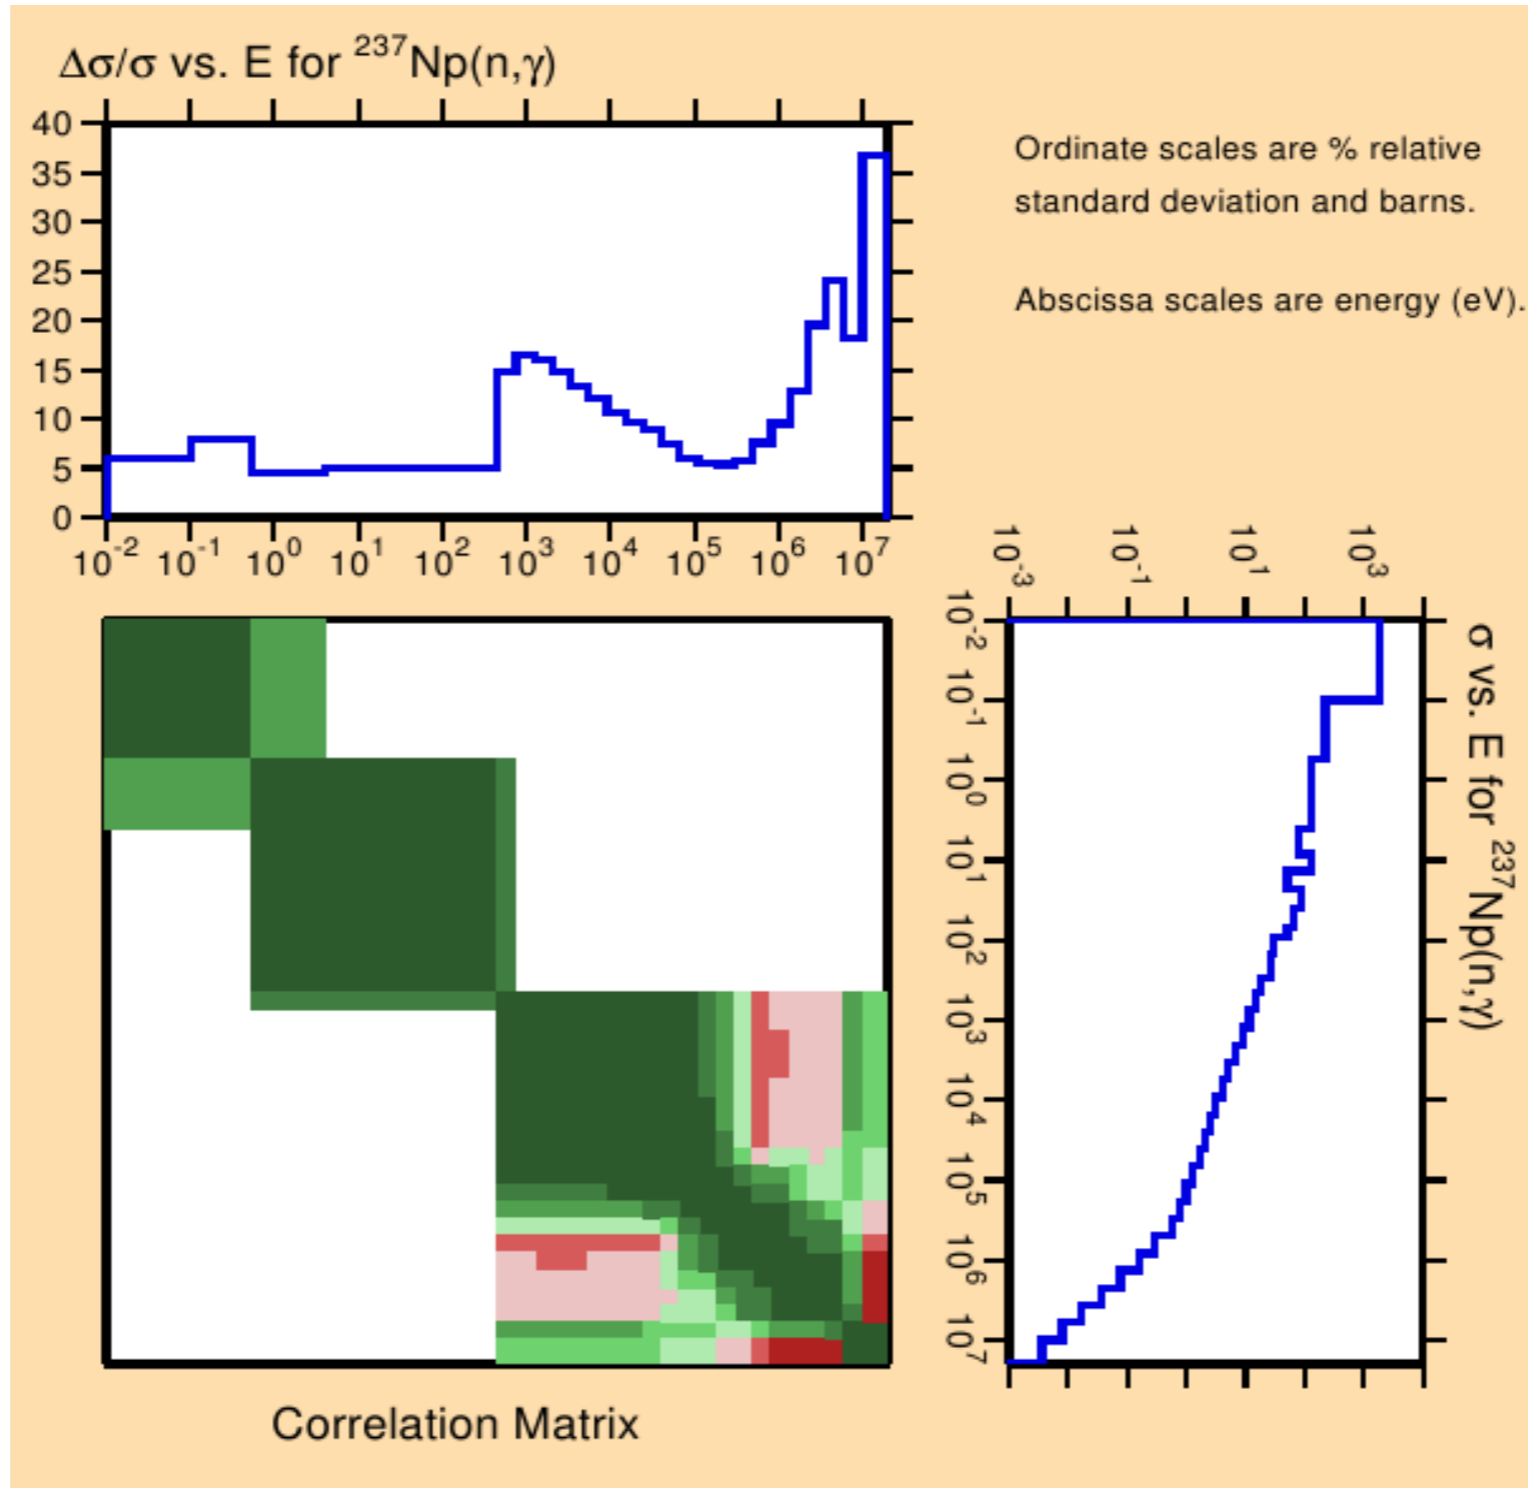 Δσ/σ vs. E for ²³⁷Np(n,γ)
40
35
30
25
20
15
10
5
0
10⁻² 10⁻¹ 10⁰ 10¹ 10² 10³ 10⁴ 10⁵ 10⁶ 10⁷
Ordinate scales are % relative
standard deviation and barns.
Abscissa scales are energy (eV).
10⁻³ 10⁻¹ 10¹ 10³
10⁻²
10⁻¹
10⁰
10¹
10²
10³
10⁴
10⁵
10⁶
10⁷
σ vs. E for ²³⁷Np(n,γ)
Correlation Matrix